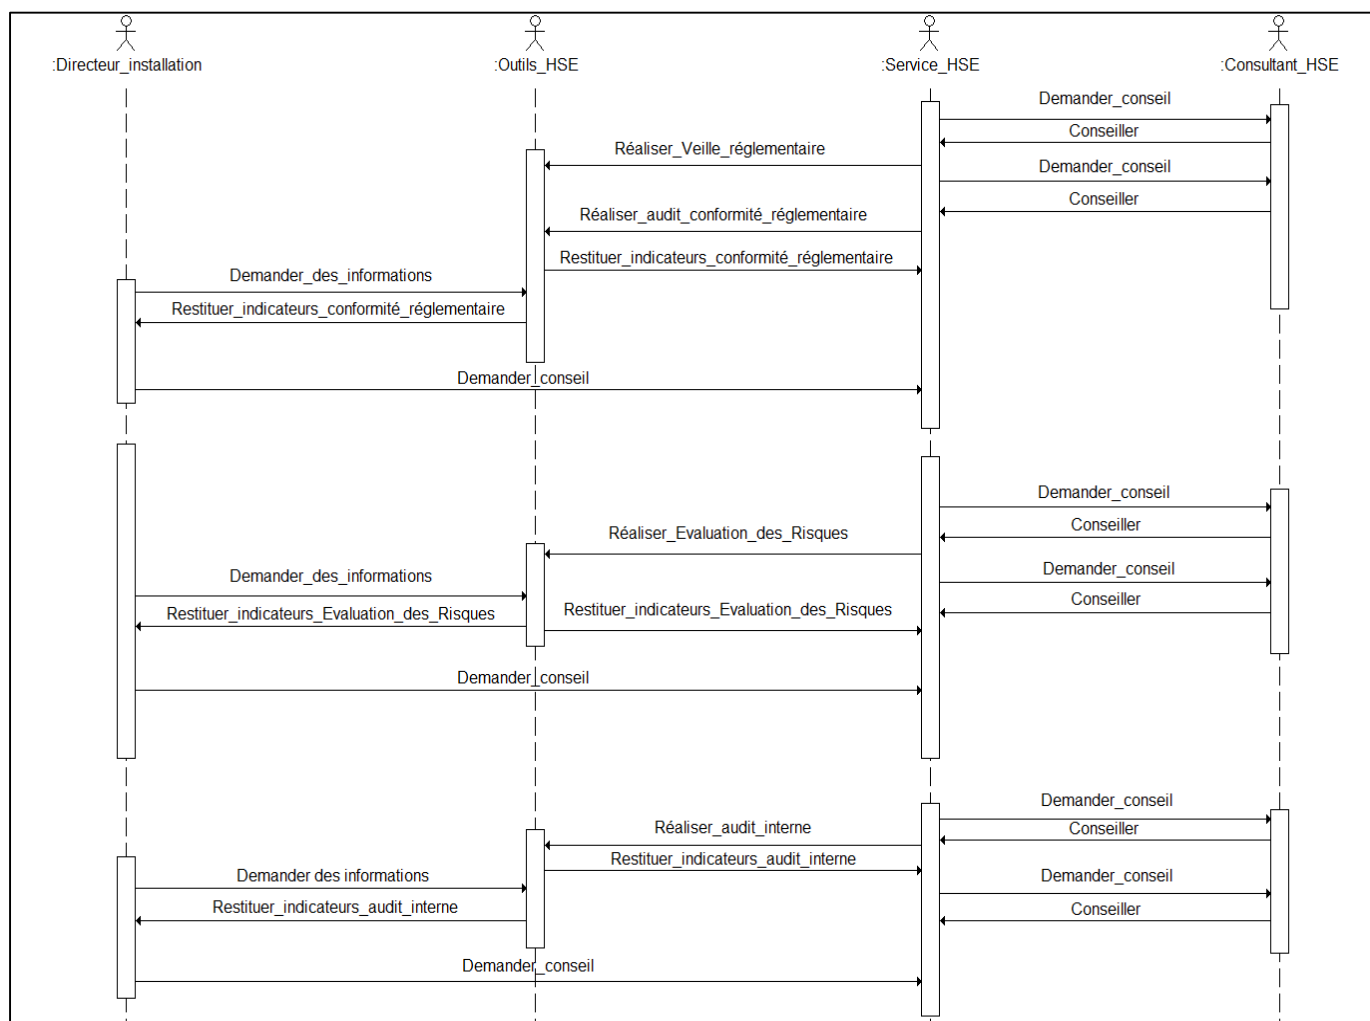 :Directeur_installation
:Outils_HSE
:Service_HSE
:Consultant_HSE
Demander_conseil
Conseiller
Réaliser_Veille_réglementaire
Demander_conseil
Conseiller
Réaliser_audit_conformité_réglementaire
Restituer_indicateurs_conformité_réglementaire
Demander_des_informations
Restituer_indicateurs_conformité_réglementaire
Demander_conseil
Demander_conseil
Conseiller
Réaliser_Evaluation_des_Risques
Demander_conseil
Demander_des_informations
Conseiller
Restituer_indicateurs_Evaluation_des_Risques
Restituer_indicateurs_Evaluation_des_Risques
Demander_conseil
Demander_conseil
Réaliser_audit_interne
Conseiller
Restituer_indicateurs_audit_interne
Demander des informations
Demander_conseil
Restituer_indicateurs_audit_interne
Conseiller
Demander_conseil